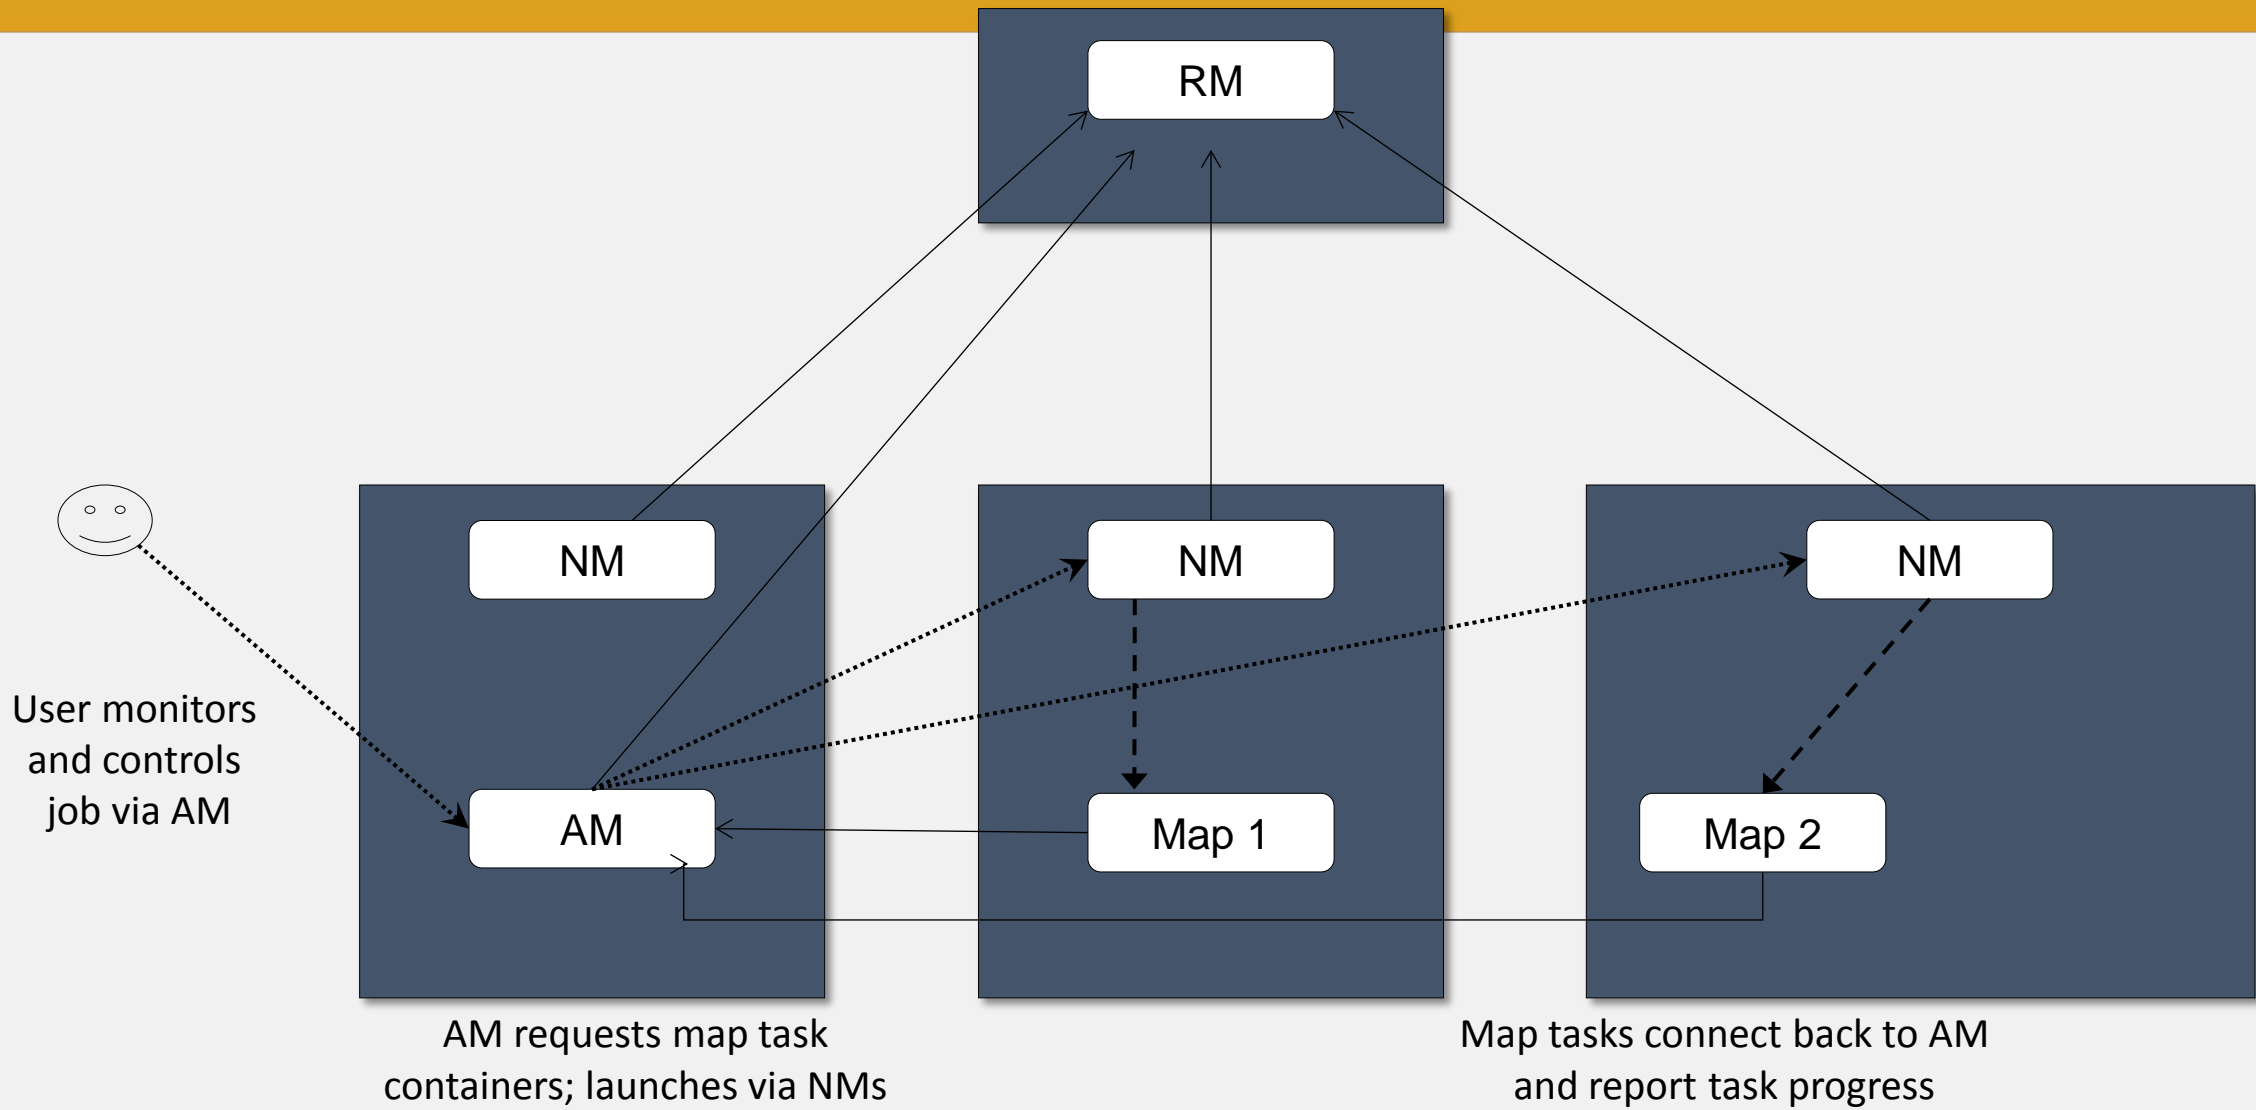 RM
NM
NM
NM
User monitors
and controls
job via AM
AM
Map 1
Map 2
AM requests map task
containers; launches via NMs
Map tasks connect back to AM
and report task progress